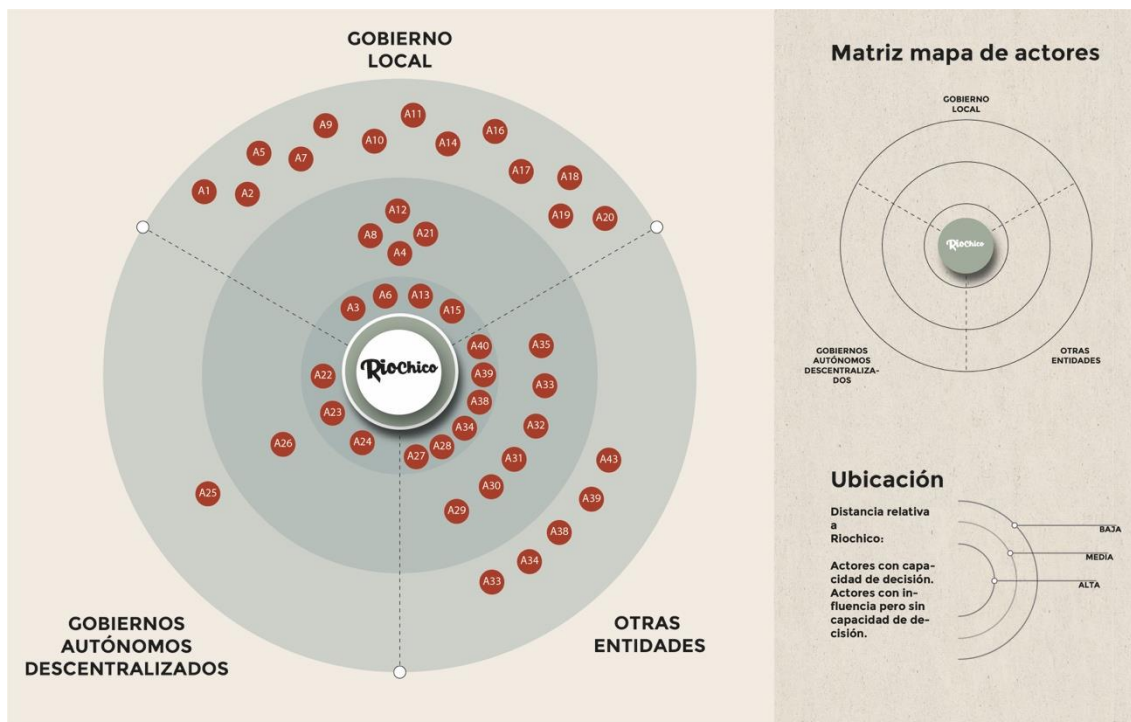 GOBIERNO
LOCAL
A11
A9
A16
A10
A14
A5
A7
A17
A18
A1
A2
A12
A19
A20
A8
A21
A4
A6
A13
A3
A15
A40
A35
Riochico
A22
A39
A33
A38
A23
A34
A32
A24
A28
A26
A27
A31
A43
A30
A25
A39
A29
A38
A34
A33
GOBIERNOS
AUTÓNOMOS
DESCENTRALIZADOS
OTRAS
ENTIDADES
Matriz mapa de actores
GOBIERNO
LOCAL
Riochico
GOBIERNOS
AUTÓNOMOS
DESCENTRALIZA-
DOS
OTRAS
ENTIDADES
Ubicación
Distancia relativa
a
Riochico:
Actores con capa-
cidad de decisión.
Actores con in-
fluencia pero sin
capacidad de de-
cisión.
BAJA
MEDIA
ALTA